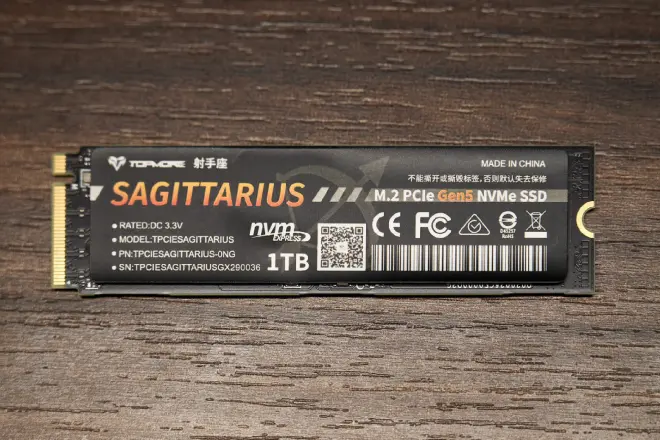 TOPMORE 射手座
MADE IN CHINA
不能撕开或撕毁标签,否则默认失去保修
SAGITTARIUS
M.2 PCIe Gen5 NVMe SSD
RATED:DC 3.3V
MODEL:TPCIESAGITTARIUS
PN:TPCIESAGITTARIUS-0NG
SN:TPCIESAGITTARIUSGX290036
nvm
EXPRESS
1TB
CE FC
RoHS